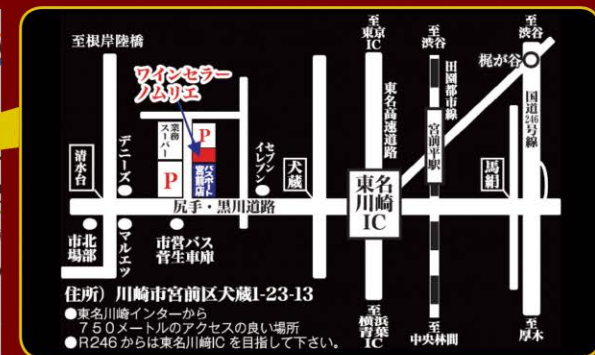 至根岸陸橋
ワインセラー
ノムリエ
至東京IC
至渋谷
至渋谷
梶が谷
田園都市線
東名高速道路
国道246号線
宮前平駅
デニーズ
清水台
業務スーパー
P
P
パスポート宮前店
セブンイレブン
犬蔵
東名川崎IC
馬絹
尻手・黒川道路
北部市場
マルエツ
市営バス
菅生車庫
住所）川崎市宮前区犬蔵1-23-13
●東名川崎インターから
７５０メートルのアクセスの良い場所
●R246 からは東名川崎IC を目指して下さい。
至横浜青葉IC
至中央林間
至厚木